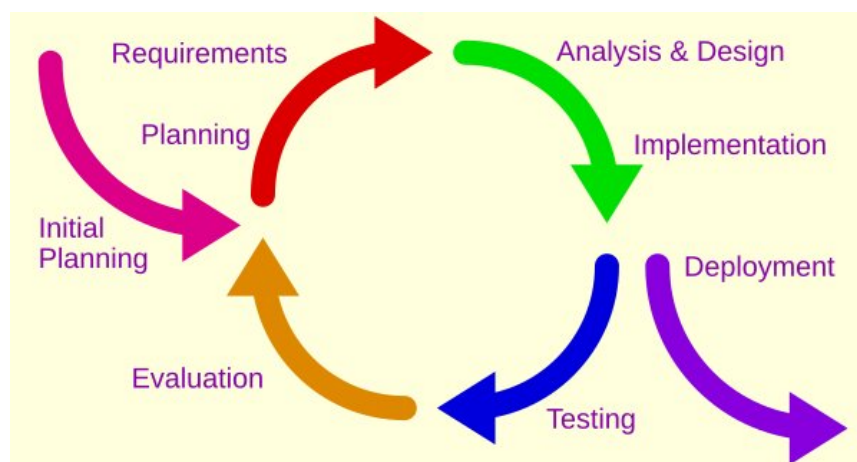 Requirements
Analysis & Design
Planning
Implementation
Initial
Planning
Deployment
Evaluation
Testing